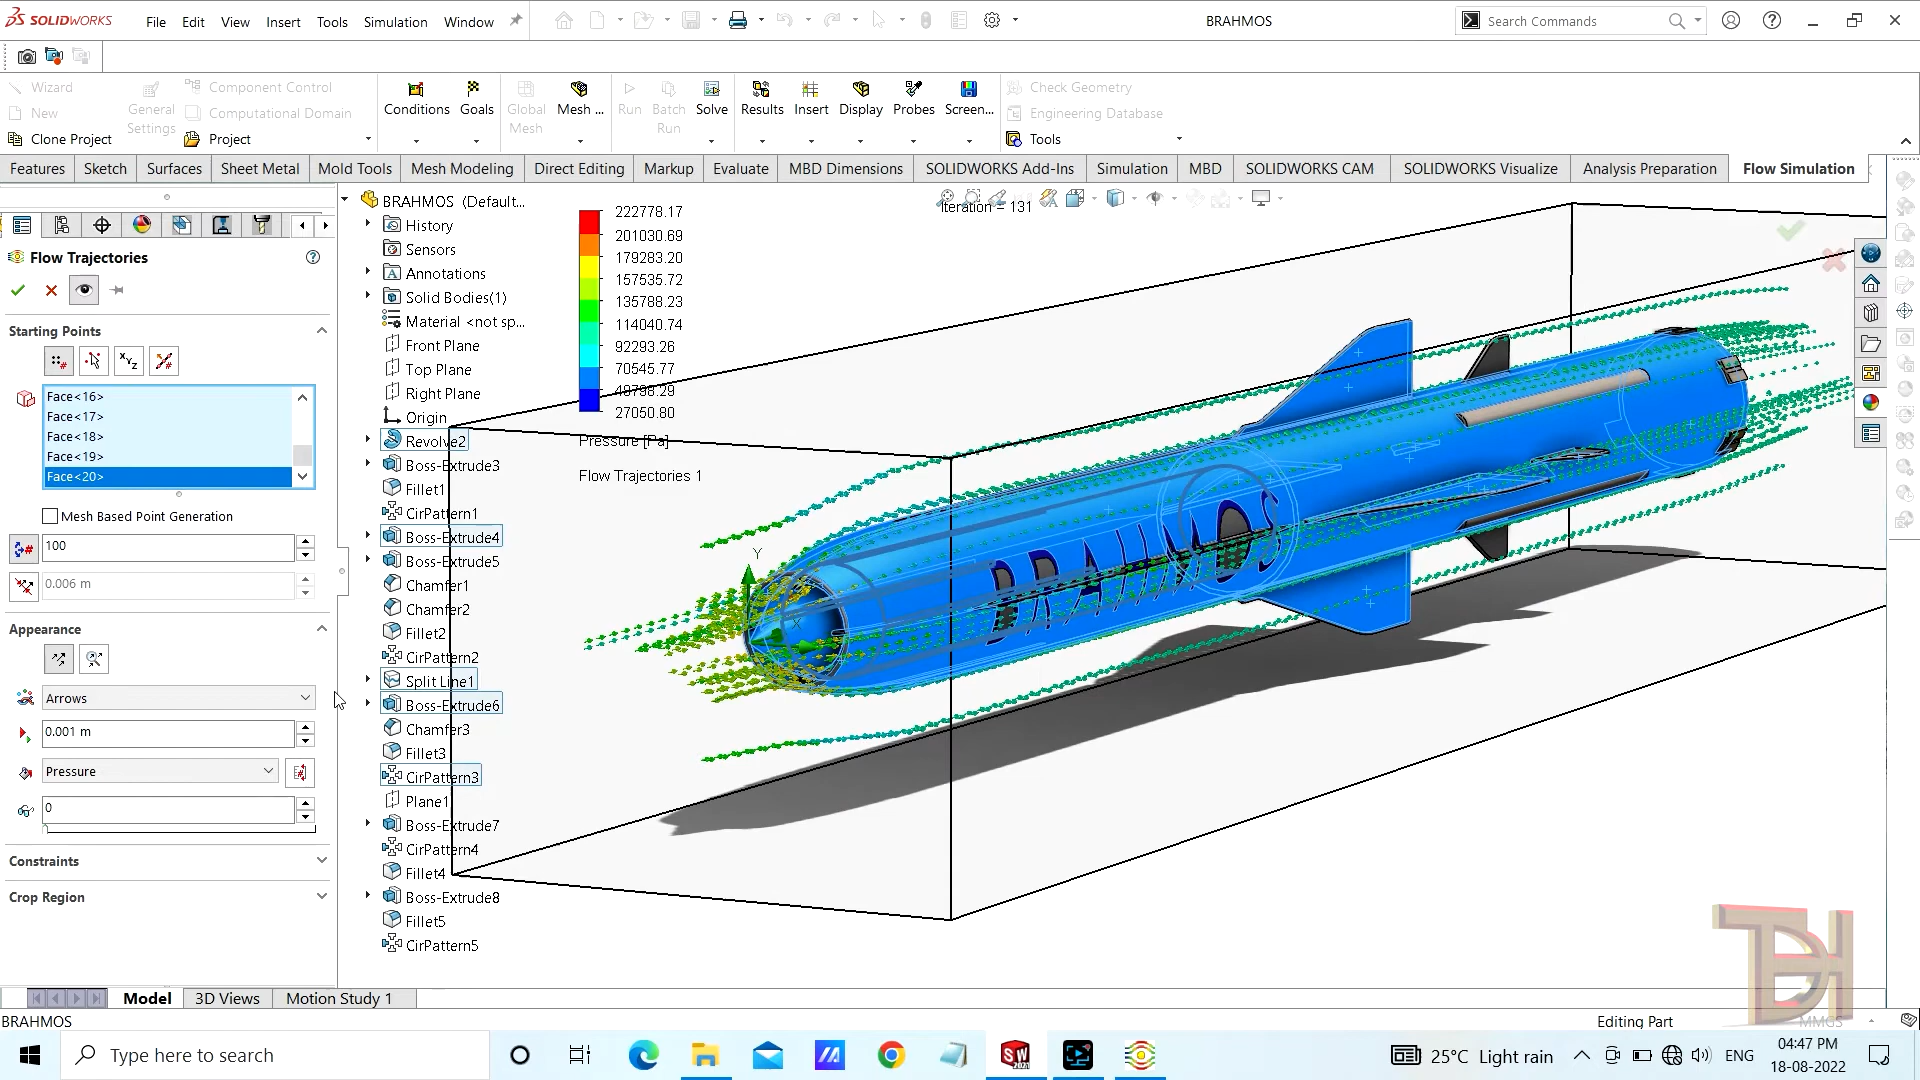 SOLIDWORKS File Edit View Insert Tools Simulation Window BRAHMOS Search Commands
Wizard Component Control Conditions Goals Global Mesh Mesh ... Run Batch Run Solve Results Insert Display Probes Screen... Check Geometry
New General Settings Computational Domain Engineering Database
Clone Project Project Tools
Features Sketch Surfaces Sheet Metal Mold Tools Mesh Modeling Direct Editing Markup Evaluate MBD Dimensions SOLIDWORKS Add-Ins Simulation MBD SOLIDWORKS CAM SOLIDWORKS Visualize Analysis Preparation Flow Simulation
Flow Trajectories
Starting Points
Face<16>
Face<17>
Face<18>
Face<19>
Face<20>
Mesh Based Point Generation
100
0.006 m
Appearance
Arrows
0.001 m
Pressure
0
Constraints
Crop Region
BRAHMOS (Default...
History
Sensors
Annotations
Solid Bodies(1)
Material <not sp...
Front Plane
Top Plane
Right Plane
Origin
Revolve2
Boss-Extrude3
Fillet1
CirPattern1
Boss-Extrude4
Boss-Extrude5
Chamfer1
Chamfer2
Fillet2
CirPattern2
Split Line1
Boss-Extrude6
Chamfer3
Fillet3
CirPattern3
Plane1
Boss-Extrude7
CirPattern4
Fillet4
Boss-Extrude8
Fillet5
CirPattern5
Iteration = 131
222778.17
201030.69
179283.20
157535.72
135788.23
114040.74
92293.26
70545.77
48798.29
27050.80
Pressure [Pa]
Flow Trajectories 1
Y
X
BRAHMOS
Model 3D Views Motion Study 1
BRAHMOS Editing Part MMGS
Type here to search 25°C Light rain ENG 04:47 PM
18-08-2022